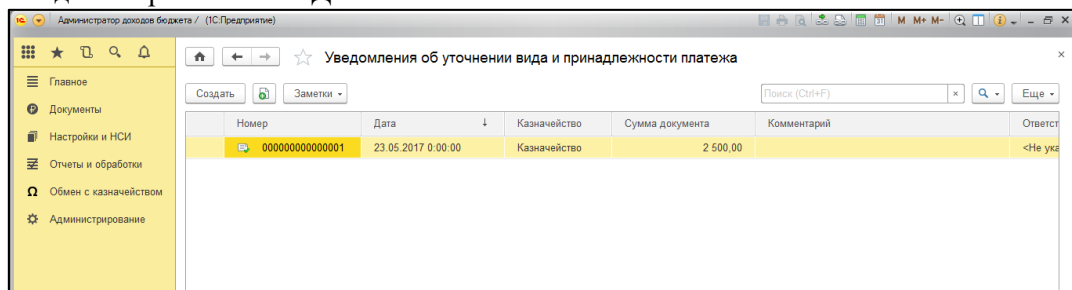 Администратор доходов бюджета / (1С:Предприятие)
M M+ M-
Уведомления об уточнении вида и принадлежности платежа
Главное
Документы
Настройки и НСИ
Отчеты и обработки
Обмен с казначейством
Администрирование
Создать Заметки Поиск (Ctrl+F) Еще
Номер Дата Казначейство Сумма документа Комментарий Ответст
000000000000001 23.05.2017 0:00:00 Казначейство 2 500,00 <Не ука